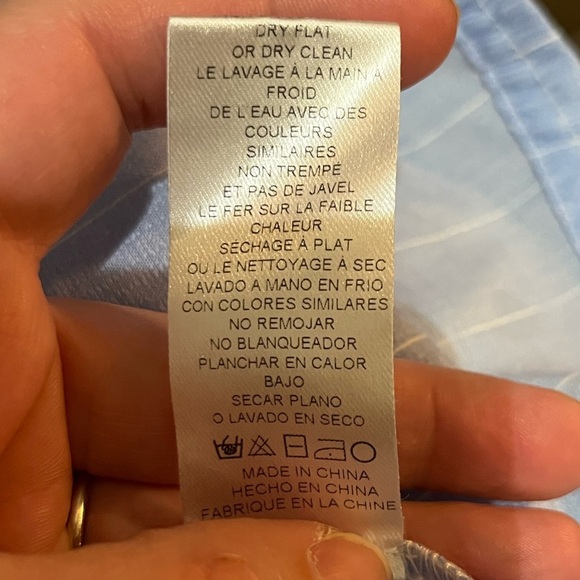 DRY FLAT
OR DRY CLEAN
LE LAVAGE À LA MAIN A
FROID
DE L'EAU AVEC DES
COULEURS
SIMILAIRES
NON TREMPÉ
ET PAS DE JAVEL
LE FER SUR LA FAIBLE
CHALEUR
SECHAGE À PLAT
OU LE NETTOYAGE À SEC
LAVADO A MANO EN FRIO
CON COLORES SIMILARES
NO REMOJAR
NO BLANQUEADOR
PLANCHAR EN CALOR
BAJO
SECAR PLANO
O LAVADO EN SECO
MADE IN CHINA
HECHO EN CHINA
FABRIQUE EN LA CHINE